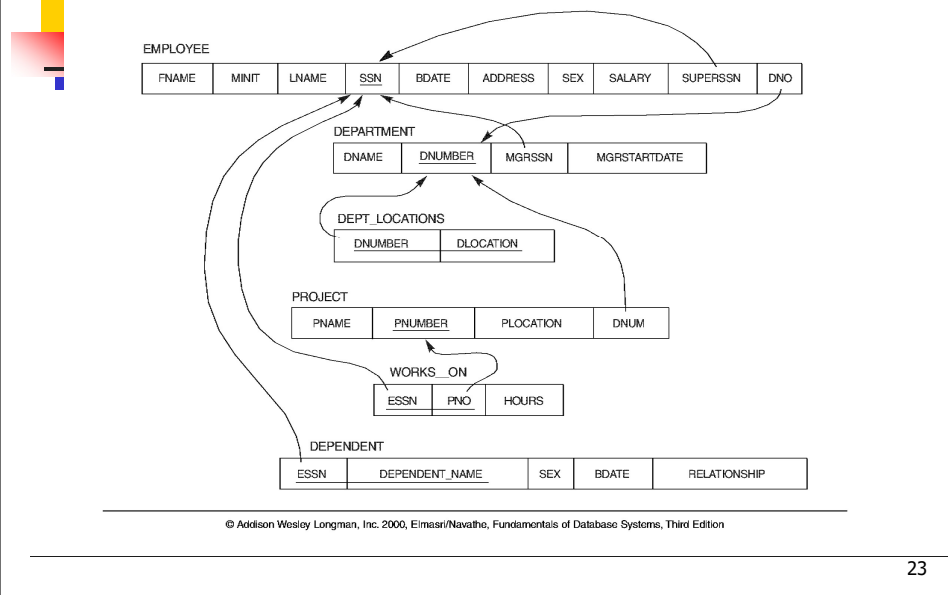 EMPLOYEE
FNAME MINIT LNAME SSN BDATE ADDRESS SEX SALARY SUPERSSN DNO
DEPARTMENT
DNAME DNUMBER MGRSSN MGRSTARTDATE
DEPT_LOCATIONS
DNUMBER DLOCATION
PROJECT
PNAME PNUMBER PLOCATION DNUM
WORKS_ON
ESSN PNO HOURS
DEPENDENT
ESSN DEPENDENT_NAME SEX BDATE RELATIONSHIP
© Addison Wesley Longman, Inc. 2000, Elmasri/Navathe, Fundamentals of Database Systems, Third Edition
23